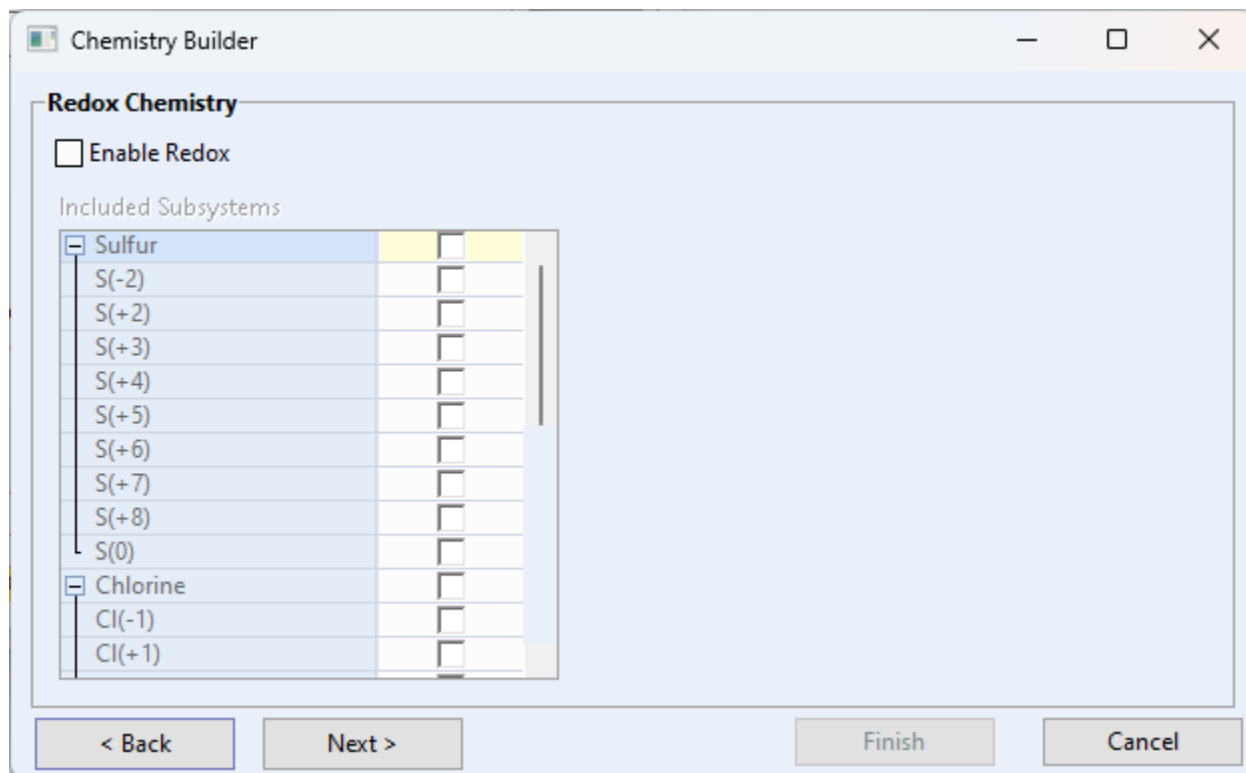 Chemistry Builder
Redox Chemistry
Enable Redox
Included Subsystems
Sulfur
S(-2)
S(+2)
S(+3)
S(+4)
S(+5)
S(+6)
S(+7)
S(+8)
S(0)
Chlorine
Cl(-1)
Cl(+1)
< Back Next > Finish Cancel